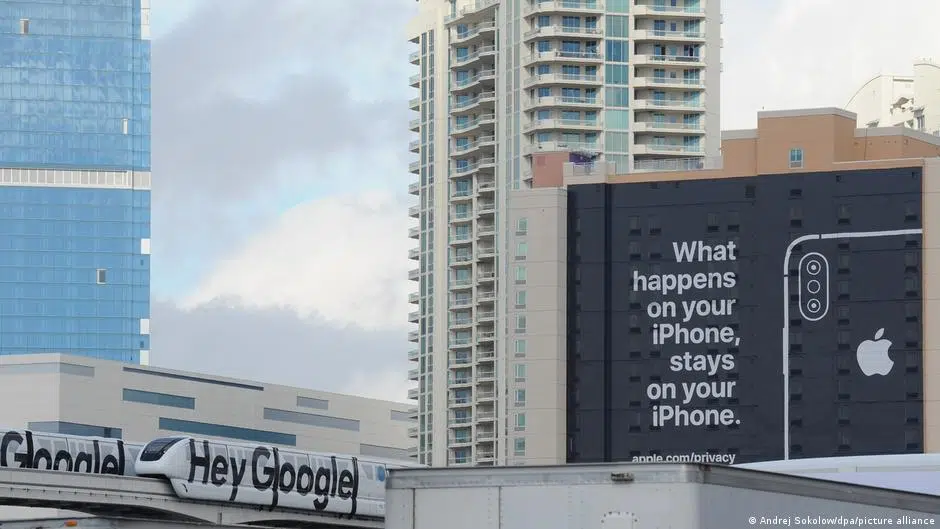 What
happens
on your
iPhone,
stays
on your
iPhone.
apple.com/privacy
Google
Hey Google
© Andrej Sokolow/dpa/picture alliance